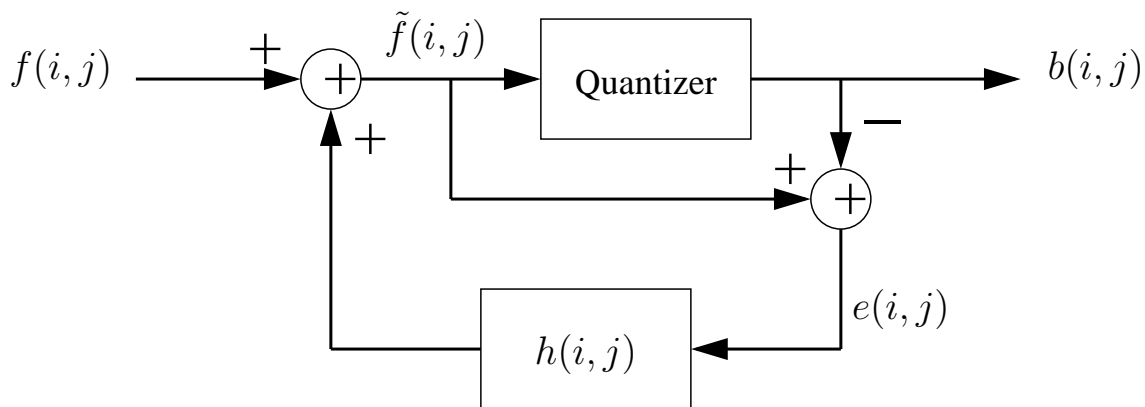 f(i, j)
+
+
f̃(i, j)
Quantizer
b(i, j)
+
−
+
+
e(i, j)
h(i, j)